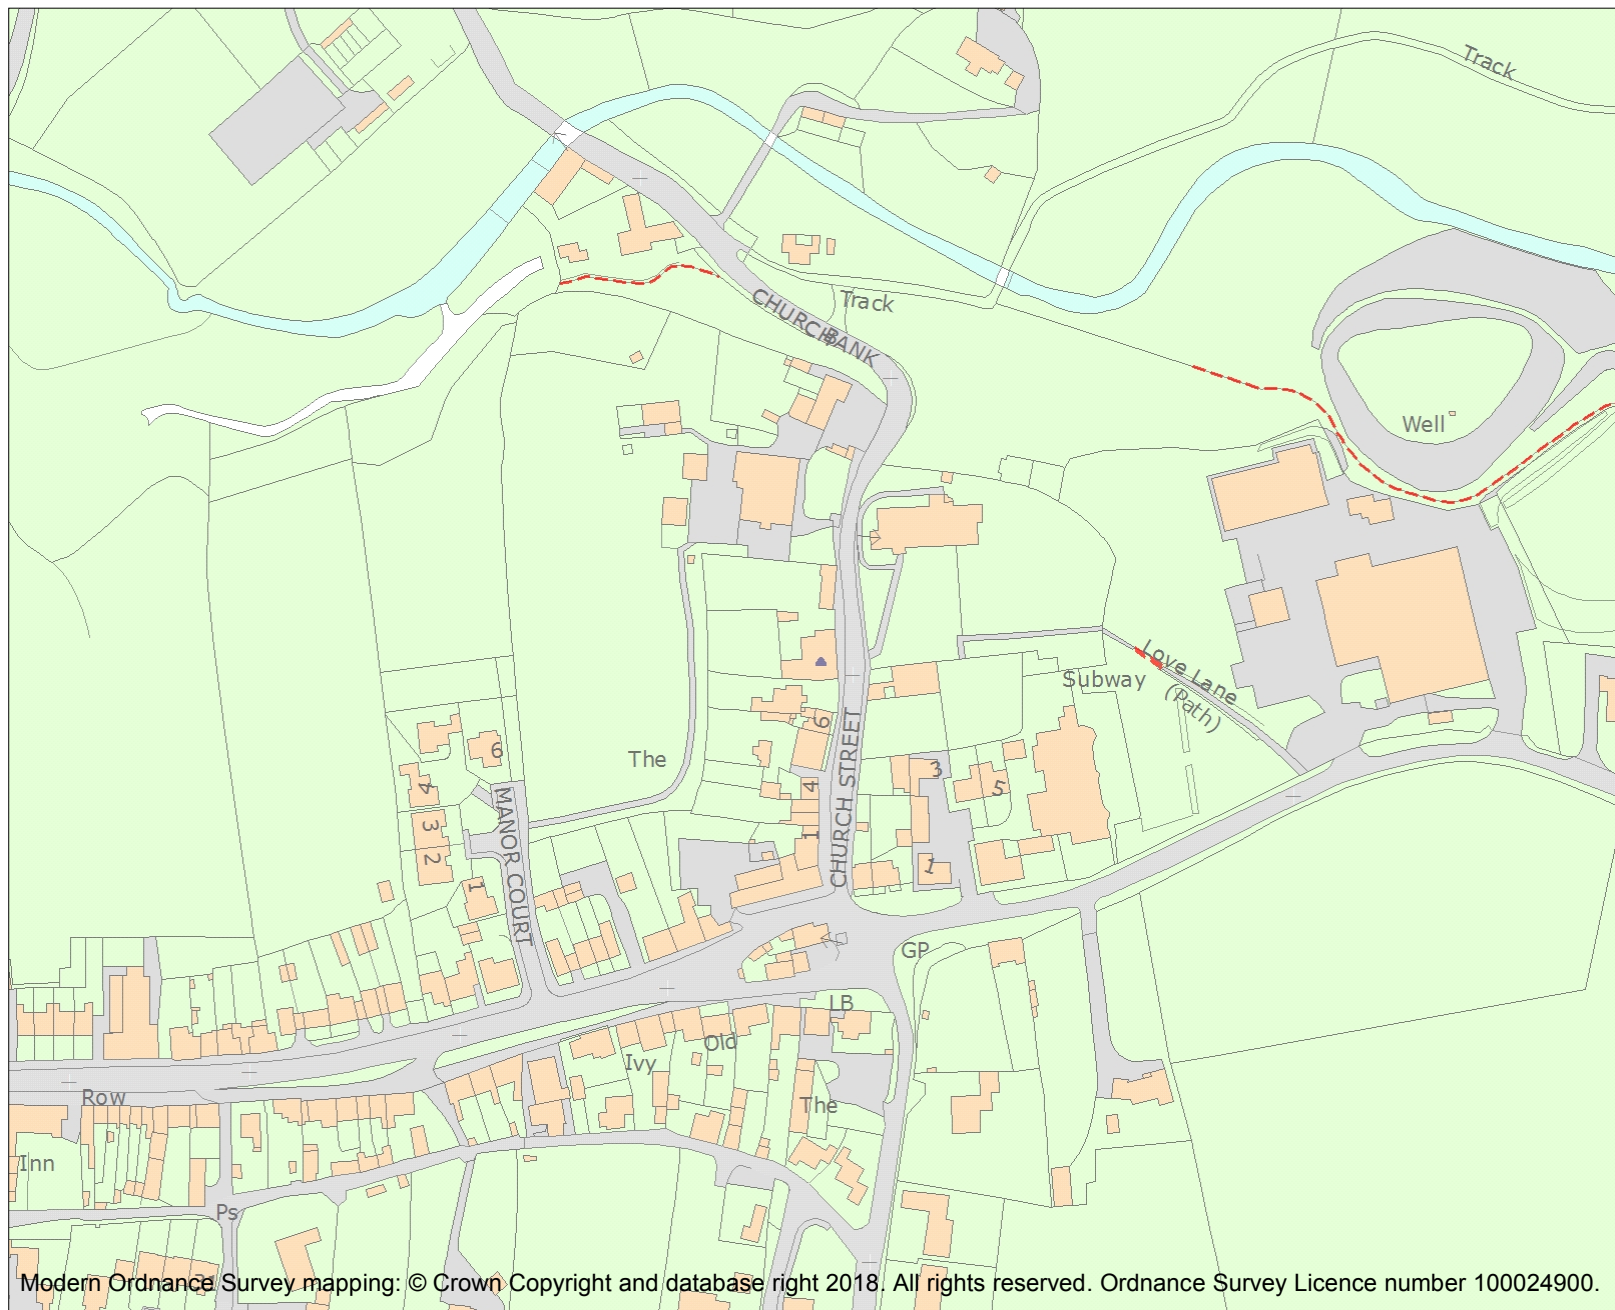 Track
Track
CHURCH BANK
Well
Love Lane
(Path)
Subway
The
6
6
4
3
2
1
MANOR COURT
CHURCH STREET
4
1
3
5
1
GP
LB
Old
Ivy
The
Row
Inn
Ps
Modern Ordnance Survey mapping: © Crown Copyright and database right 2018. All rights reserved. Ordnance Survey Licence number 100024900.